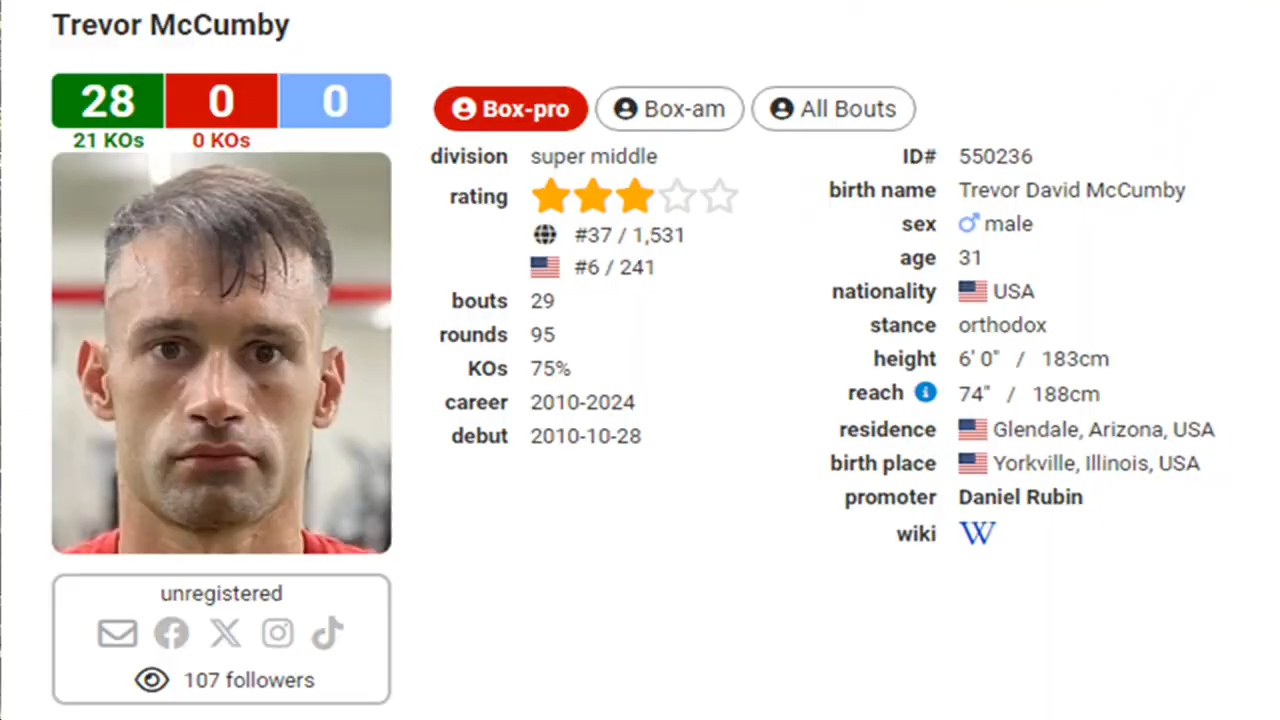 Trevor McCumby
28 0 0
21 KOs 0 KOs
Box-pro Box-am All Bouts
division super middle
rating
#37 / 1,531
#6 / 241
bouts 29
rounds 95
KOs 75%
career 2010-2024
debut 2010-10-28
ID# 550236
birth name Trevor David McCumby
sex male
age 31
nationality USA
stance orthodox
height 6' 0" / 183cm
reach 74" / 188cm
residence Glendale, Arizona, USA
birth place Yorkville, Illinois, USA
promoter Daniel Rubin
wiki W
unregistered
107 followers